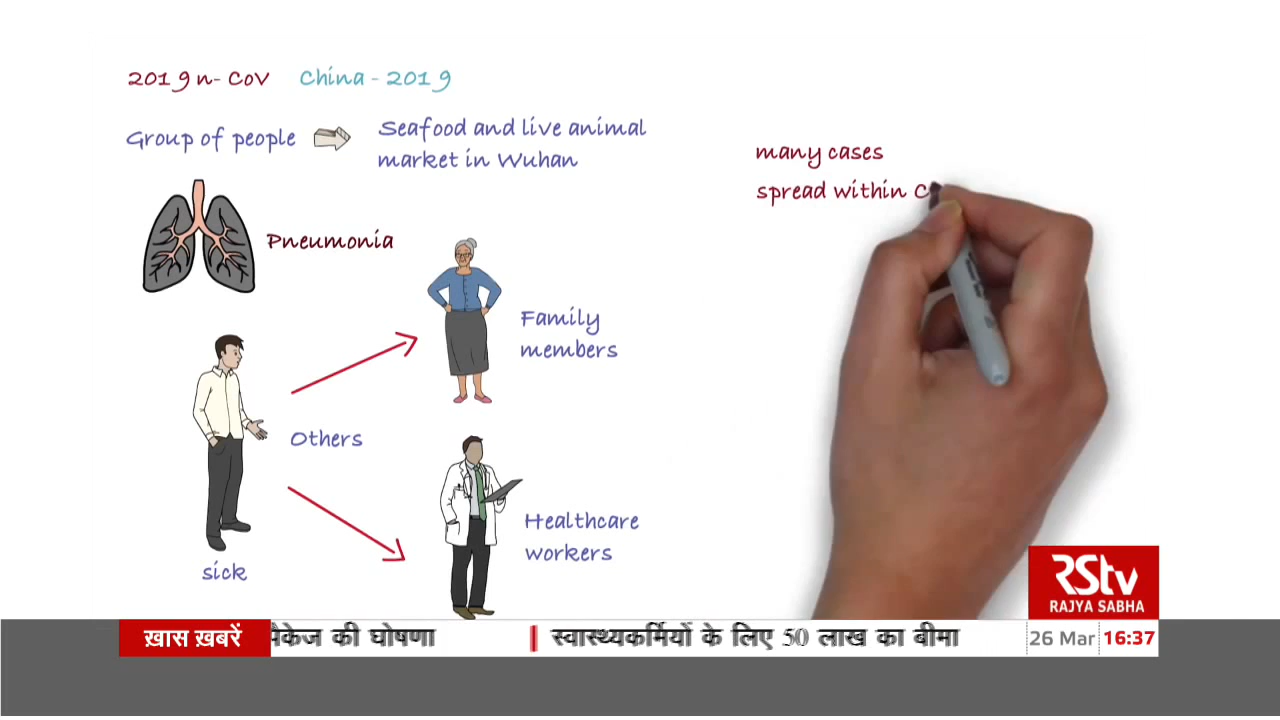 2019 n-CoV China - 2019
Group of people
Seafood and live animal
market in Wuhan
Pneumonia
Family
members
Others
Healthcare
workers
sick
many cases
spread within
RSTV
RAJYA SABHA
ख़ास ख़बरें
पैकेज की घोषणा
स्वास्थ्यकर्मियों के लिए 50 लाख का बीमा
26 Mar 16:37